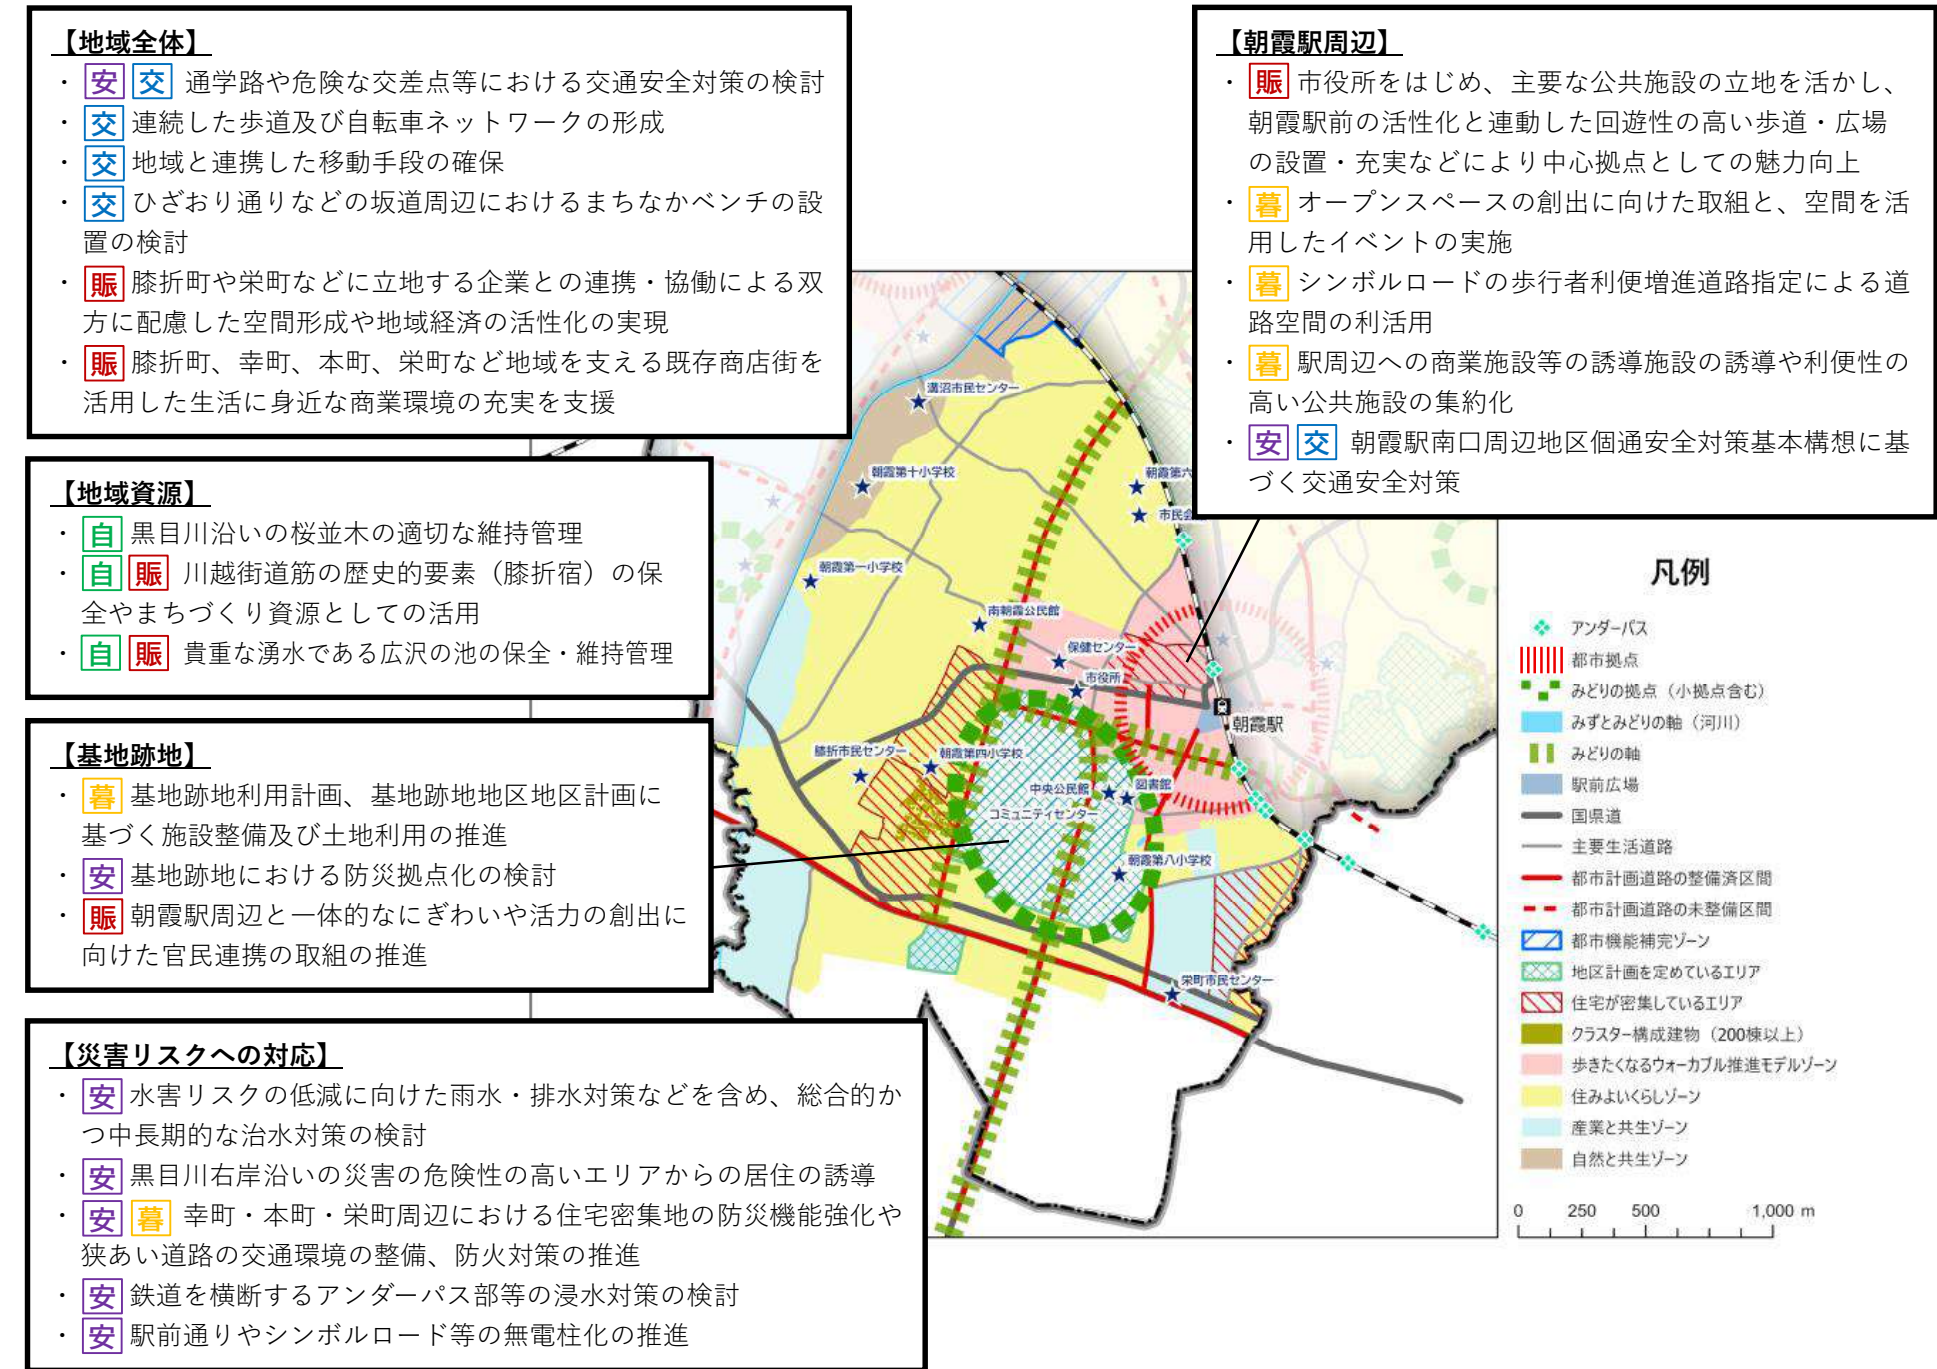 【地域全体】
・ 安 交 通学路や危険な交差点等における交通安全対策の検討
・ 交 連続した歩道及び自転車ネットワークの形成
・ 交 地域と連携した移動手段の確保
・ 交 ひざおり通りなどの坂道周辺におけるまちなかベンチの設
置の検討
・ 賑 膝折町や栄町などに立地する企業との連携・協働による双
方に配慮した空間形成や地域経済の活性化の実現
・ 賑 膝折町、幸町、本町、栄町など地域を支える既存商店街を
活用した生活に身近な商業環境の充実を支援
【朝霞駅周辺】
・ 賑 市役所をはじめ、主要な公共施設の立地を活かし、
朝霞駅前の活性化と連動した回遊性の高い歩道・広場
の設置・充実などにより中心拠点としての魅力向上
・ 暮 オープンスペースの創出に向けた取組と、空間を活
用したイベントの実施
・ 暮 シンボルロードの歩行者利便増進道路指定による道
路空間の利活用
・ 暮 駅周辺への商業施設等の誘導施設の誘導や利便性の
高い公共施設の集約化
・ 安 交 朝霞駅南口周辺地区個通安全対策基本構想に基
づく交通安全対策
【地域資源】
・ 自 黒目川沿いの桜並木の適切な維持管理
・ 自 賑 川越街道筋の歴史的要素（膝折宿）の保
全やまちづくり資源としての活用
・ 自 賑 貴重な湧水である広沢の池の保全・維持管理
【基地跡地】
・ 暮 基地跡地利用計画、基地跡地地区地区計画に
基づく施設整備及び土地利用の推進
・ 安 基地跡地における防災拠点化の検討
・ 賑 朝霞駅周辺と一体的なにぎわいや活力の創出に
向けた官民連携の取組の推進
【災害リスクへの対応】
・ 安 水害リスクの低減に向けた雨水・排水対策などを含め、総合的か
つ中長期的な治水対策の検討
・ 安 黒目川右岸沿いの災害の危険性の高いエリアからの居住の誘導
・ 安 暮 幸町・本町・栄町周辺における住宅密集地の防災機能強化や
狭あい道路の交通環境の整備、防火対策の推進
・ 安 鉄道を横断するアンダーパス部等の浸水対策の検討
・ 安 駅前通りやシンボルロード等の無電柱化の推進
溝沼市民センター
朝霞第十小学校
朝霞第六
市民会
朝霞第一小学校
南朝霞公民館
保健センター
市役所
朝霞駅
膝折市民センター
朝霞第四小学校
中央公民館
図書館
コミュニティセンター
朝霞第八小学校
栄町市民センター
凡例
アンダーパス
都市拠点
みどりの拠点（小拠点含む）
みずとみどりの軸（河川）
みどりの軸
駅前広場
国県道
主要生活道路
都市計画道路の整備済区間
都市計画道路の未整備区間
都市機能補完ゾーン
地区計画を定めているエリア
住宅が密集しているエリア
クラスター構成建物（200棟以上）
歩きたくなるウォーカブル推進モデルゾーン
住みよいくらしゾーン
産業と共生ゾーン
自然と共生ゾーン
0 250 500 1,000 m